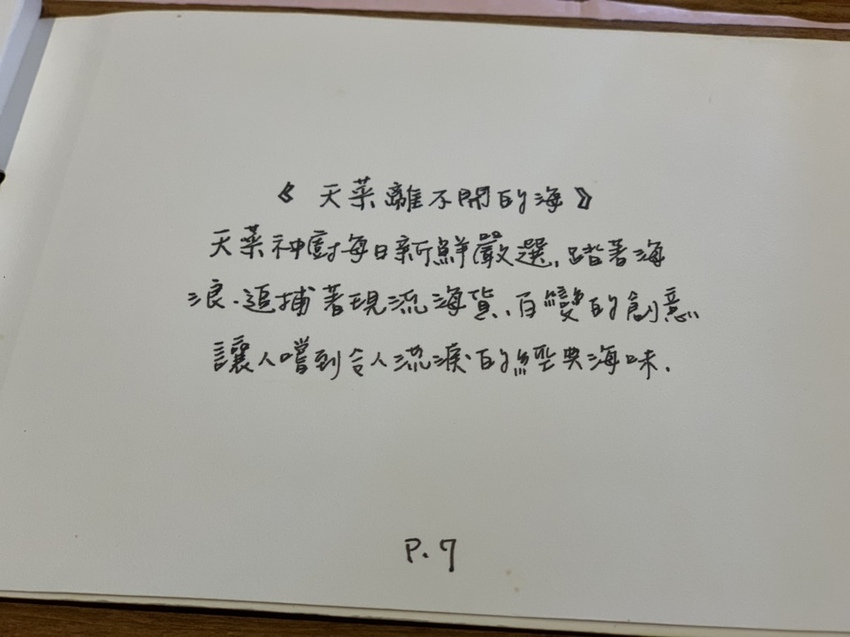 《天菜離不開的海》
天菜神廚每日新鮮嚴選、踏著海
浪、追捕著現流海貨、百變的創意
讓人嚐到令人流淚的經典海味.
P.7